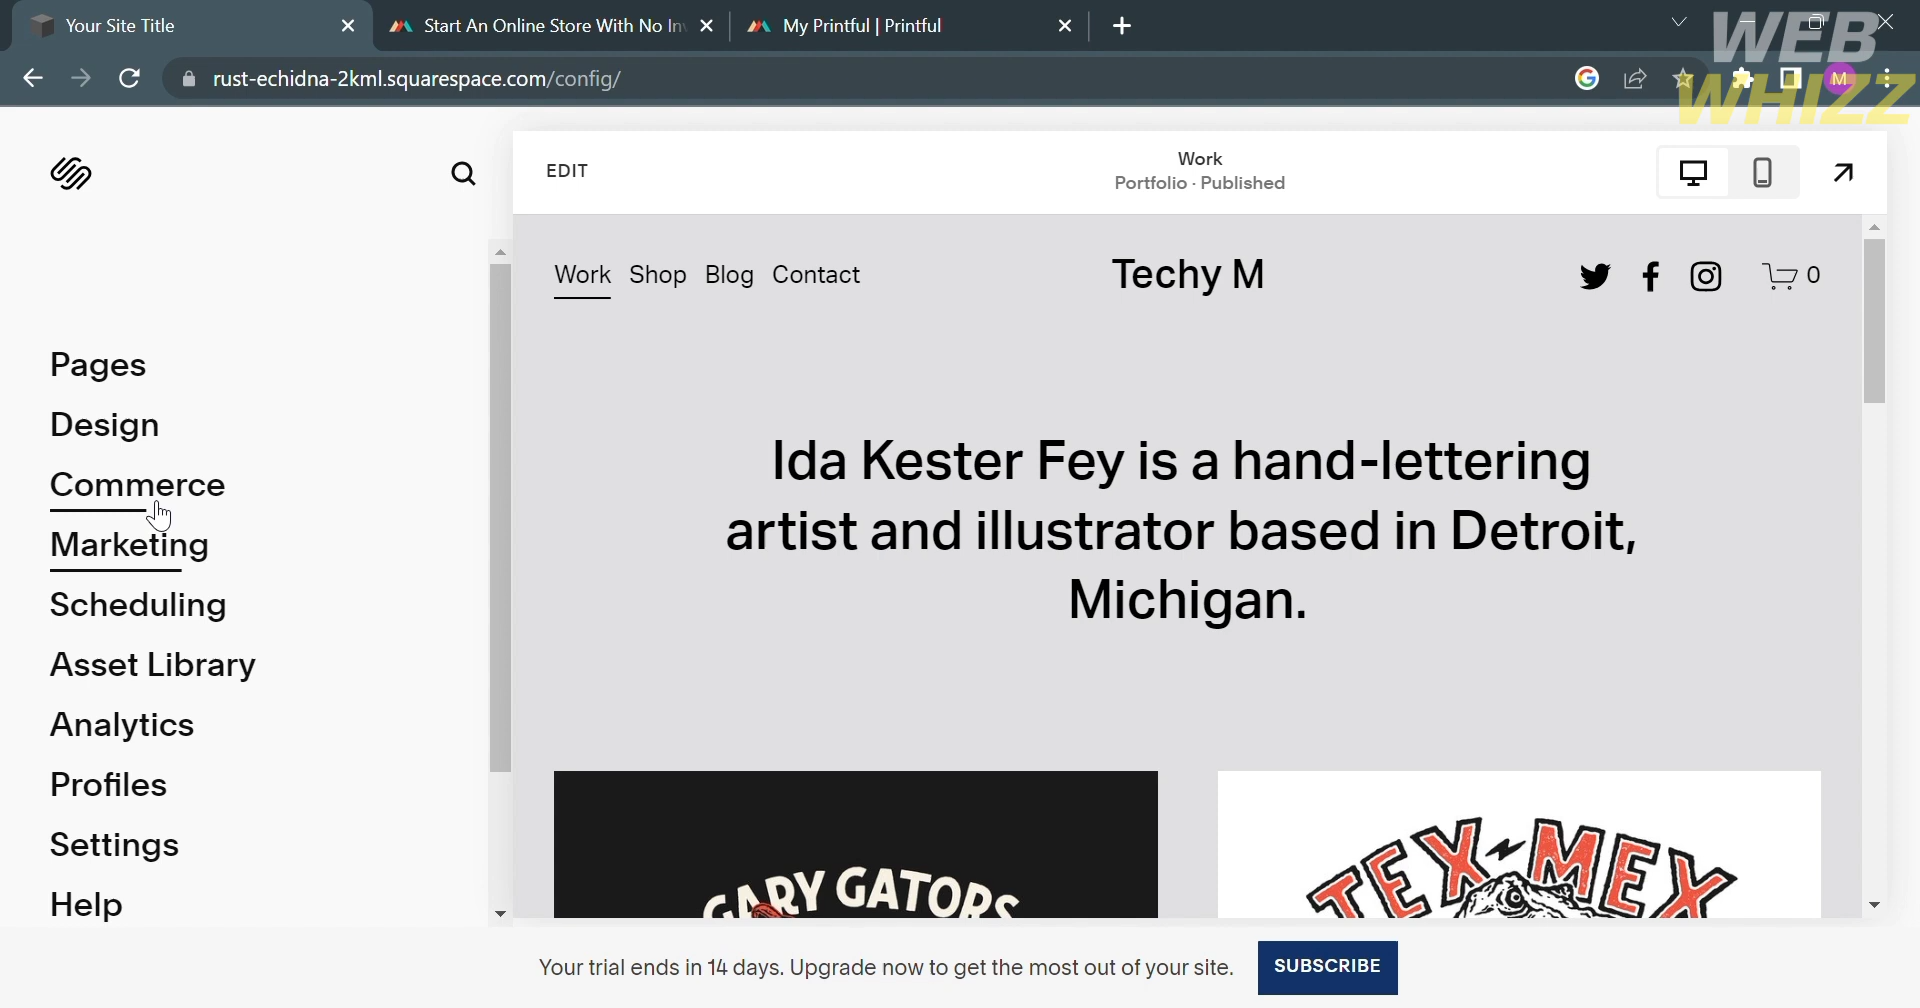 Your Site Title
Start An Online Store With No In
My Printful | Printful
WEB
WHIZZ
rust-echidna-2kml.squarespace.com/config/
M
EDIT
Work
Portfolio · Published
Work Shop Blog Contact
Techy M
0
Pages
Design
Commerce
Marketing
Scheduling
Asset Library
Analytics
Profiles
Settings
Help
Ida Kester Fey is a hand-lettering
artist and illustrator based in Detroit,
Michigan.
GARY GATORS
TEX-MEX
Your trial ends in 14 days. Upgrade now to get the most out of your site.
SUBSCRIBE